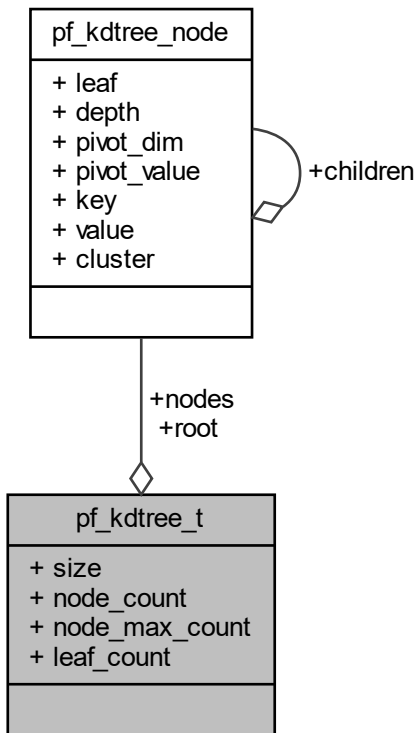 pf_kdtree_node
+ leaf
+ depth
+ pivot_dim
+ pivot_value
+ key
+ value
+ cluster
+children
+nodes
+root
pf_kdtree_t
+ size
+ node_count
+ node_max_count
+ leaf_count